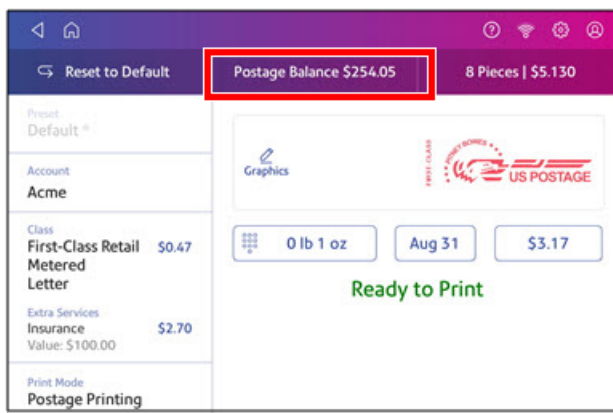 Reset to Default
Postage Balance $254.05
8 Pieces | $5.130
Preset
Default *
Account
Acme
Class
First-Class Retail $0.47
Metered
Letter
Extra Services
Insurance $2.70
Value: $100.00
Print Mode
Postage Printing
Graphics
FIRST-CLASS
PITNEY BOWES
US POSTAGE
0 lb 1 oz
Aug 31
$3.17
Ready to Print